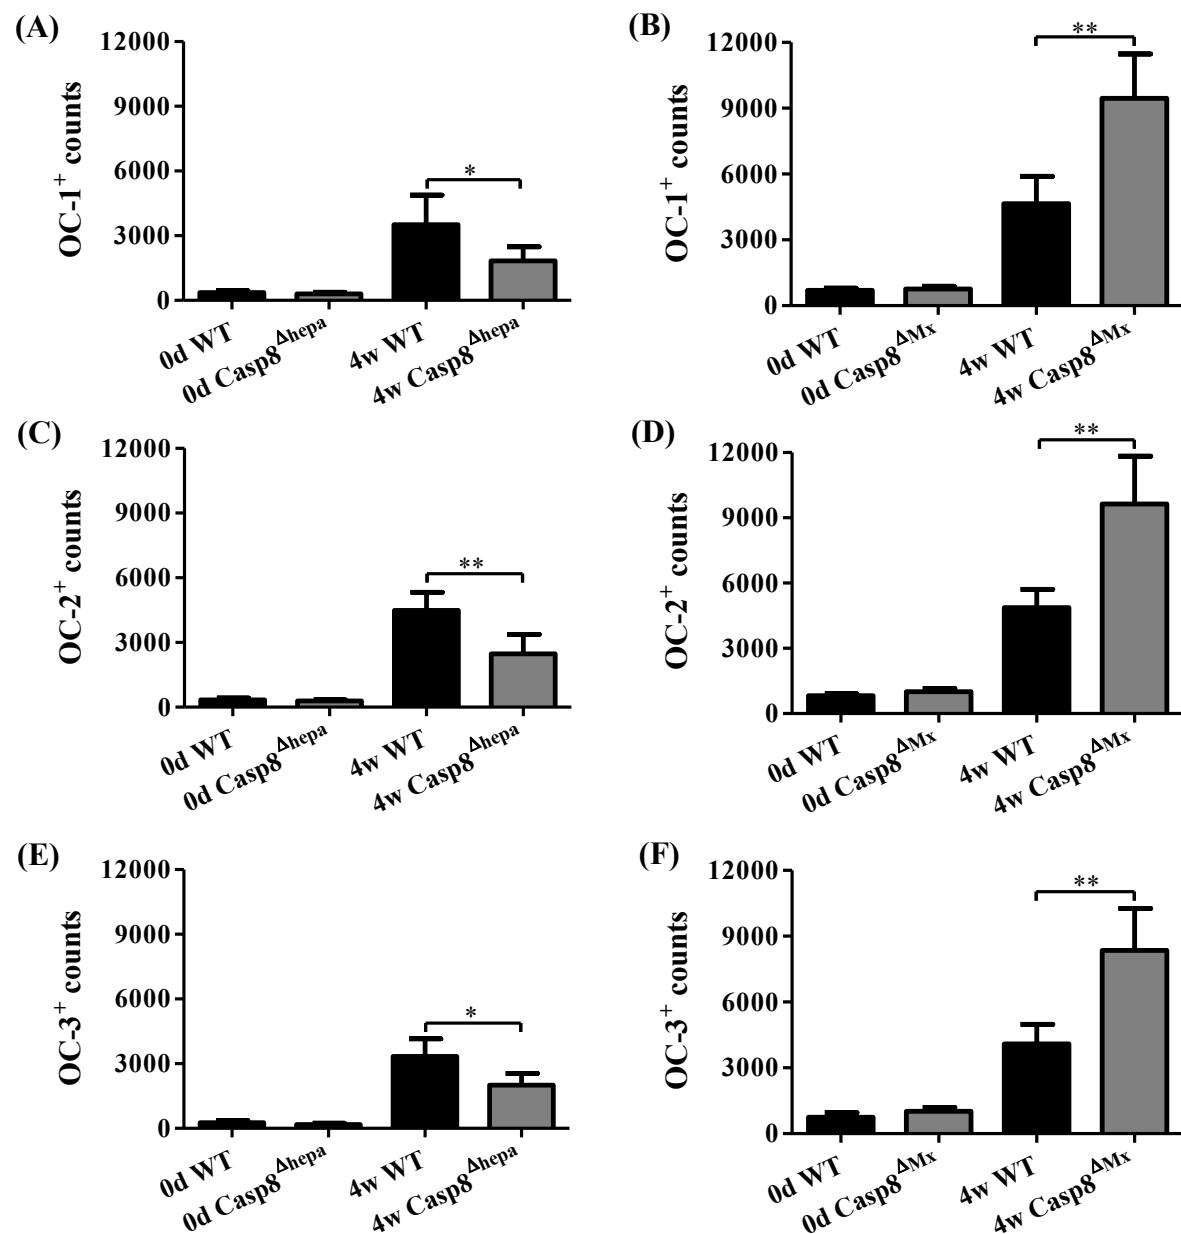 (A)
12000
9000
6000
3000
0
OC-1⁺ counts
*
0d WT
0d Casp8^Δhepa
4w WT
4w Casp8^Δhepa
(B)
12000
9000
6000
3000
0
OC-1⁺ counts
**
0d WT
0d Casp8^ΔMx
4w WT
4w Casp8^ΔMx
(C)
12000
9000
6000
3000
0
OC-2⁺ counts
**
0d WT
0d Casp8^Δhepa
4w WT
4w Casp8^Δhepa
(D)
12000
9000
6000
3000
0
OC-2⁺ counts
**
0d WT
0d Casp8^ΔMx
4w WT
4w Casp8^ΔMx
(E)
12000
9000
6000
3000
0
OC-3⁺ counts
*
0d WT
0d Casp8^Δhepa
4w WT
4w Casp8^Δhepa
(F)
12000
9000
6000
3000
0
OC-3⁺ counts
**
0d WT
0d Casp8^ΔMx
4w WT
4w Casp8^ΔMx